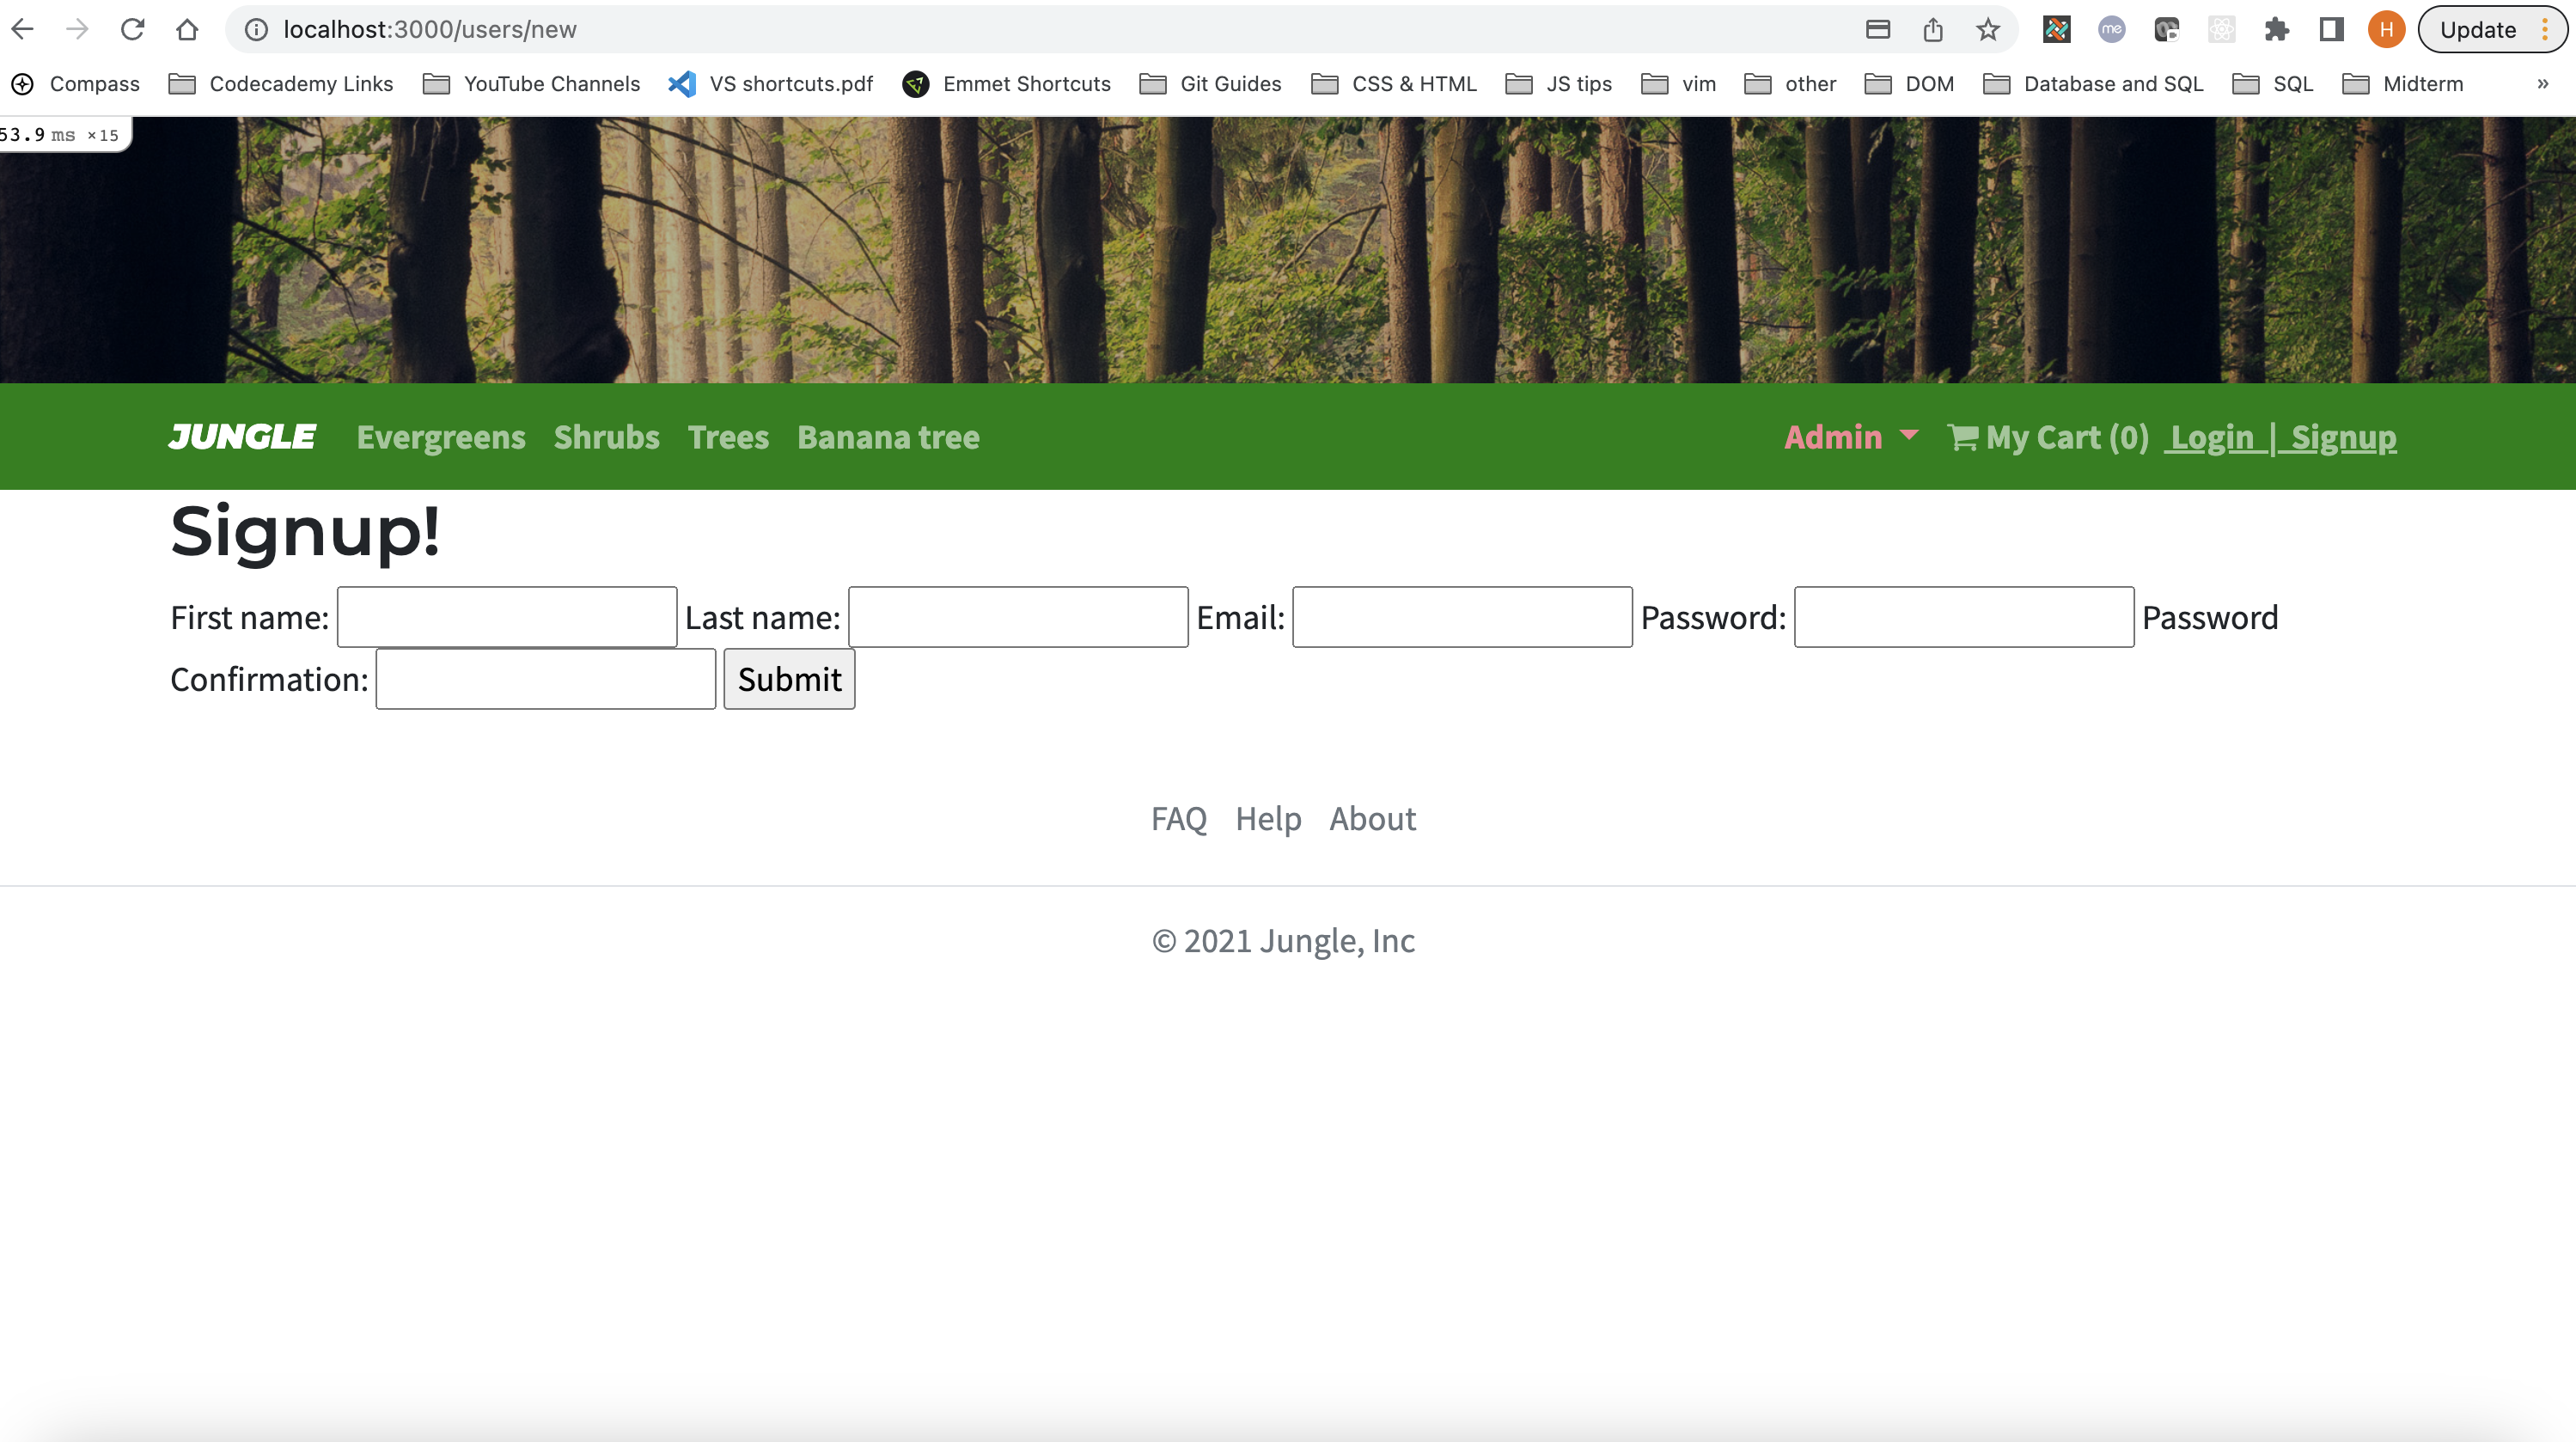 localhost:3000/users/new
me
H
Update
Compass Codecademy Links YouTube Channels VS shortcuts.pdf Emmet Shortcuts Git Guides CSS & HTML JS tips vim other DOM Database and SQL SQL Midterm »
53.9 ms ×15
JUNGLE Evergreens Shrubs Trees Banana tree Admin My Cart (0) Login | Signup
Signup!
First name: Last name: Email: Password: Password
Confirmation: Submit
FAQ Help About
© 2021 Jungle, Inc